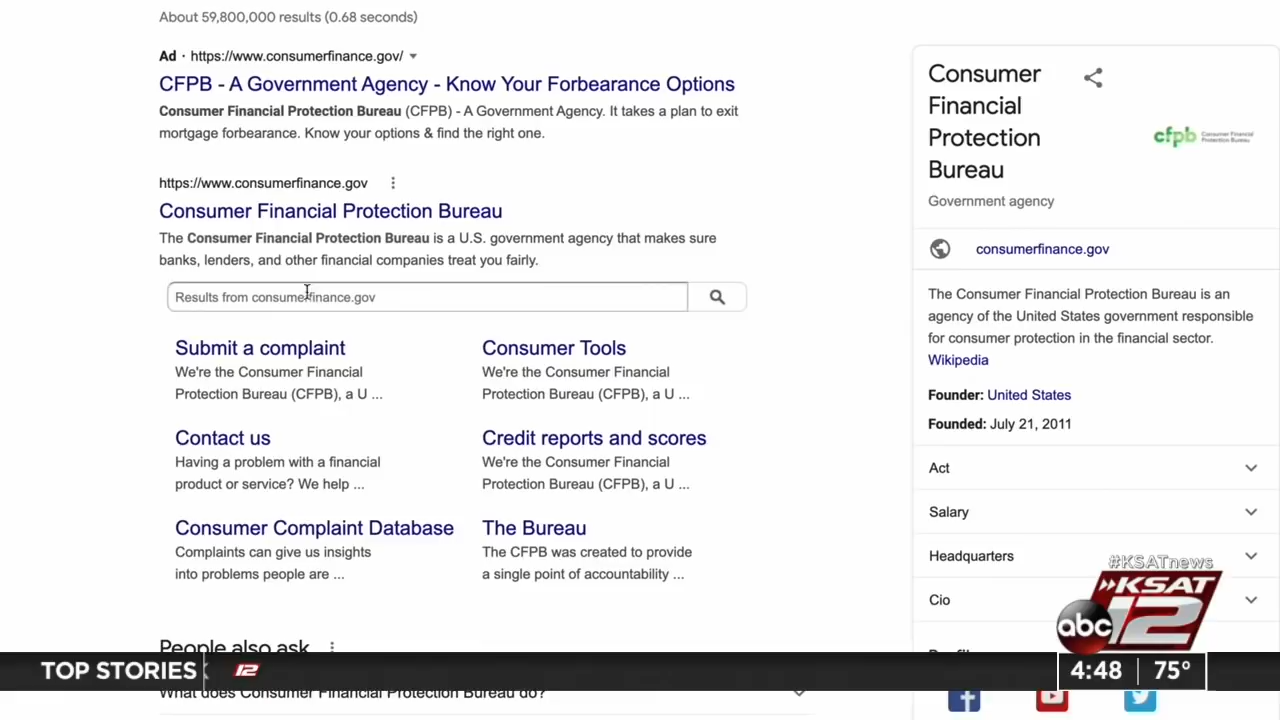 About 59,800,000 results (0.68 seconds)
Ad · https://www.consumerfinance.gov/
CFPB - A Government Agency - Know Your Forbearance Options
Consumer Financial Protection Bureau (CFPB) - A Government Agency. It takes a plan to exit
mortgage forbearance. Know your options & find the right one.
https://www.consumerfinance.gov
Consumer Financial Protection Bureau
The Consumer Financial Protection Bureau is a U.S. government agency that makes sure
banks, lenders, and other financial companies treat you fairly.
Results from consumerfinance.gov
Submit a complaint
We're the Consumer Financial
Protection Bureau (CFPB), a U ...
Consumer Tools
We're the Consumer Financial
Protection Bureau (CFPB), a U ...
Contact us
Having a problem with a financial
product or service? We help ...
Credit reports and scores
We're the Consumer Financial
Protection Bureau (CFPB), a U ...
Consumer Complaint Database
Complaints can give us insights
into problems people are ...
The Bureau
The CFPB was created to provide
a single point of accountability ...
People also ask
What does Consumer Financial Protection Bureau do?
Consumer
Financial
Protection
Bureau
Government agency
cfpb Consumer Financial
Protection Bureau
consumerfinance.gov
The Consumer Financial Protection Bureau is an
agency of the United States government responsible
for consumer protection in the financial sector.
Wikipedia
Founder: United States
Founded: July 21, 2011
Act
Salary
Headquarters
Cio
#KSATnews
KSAT
abc 12
TOP STORIES
12
4:48 75°